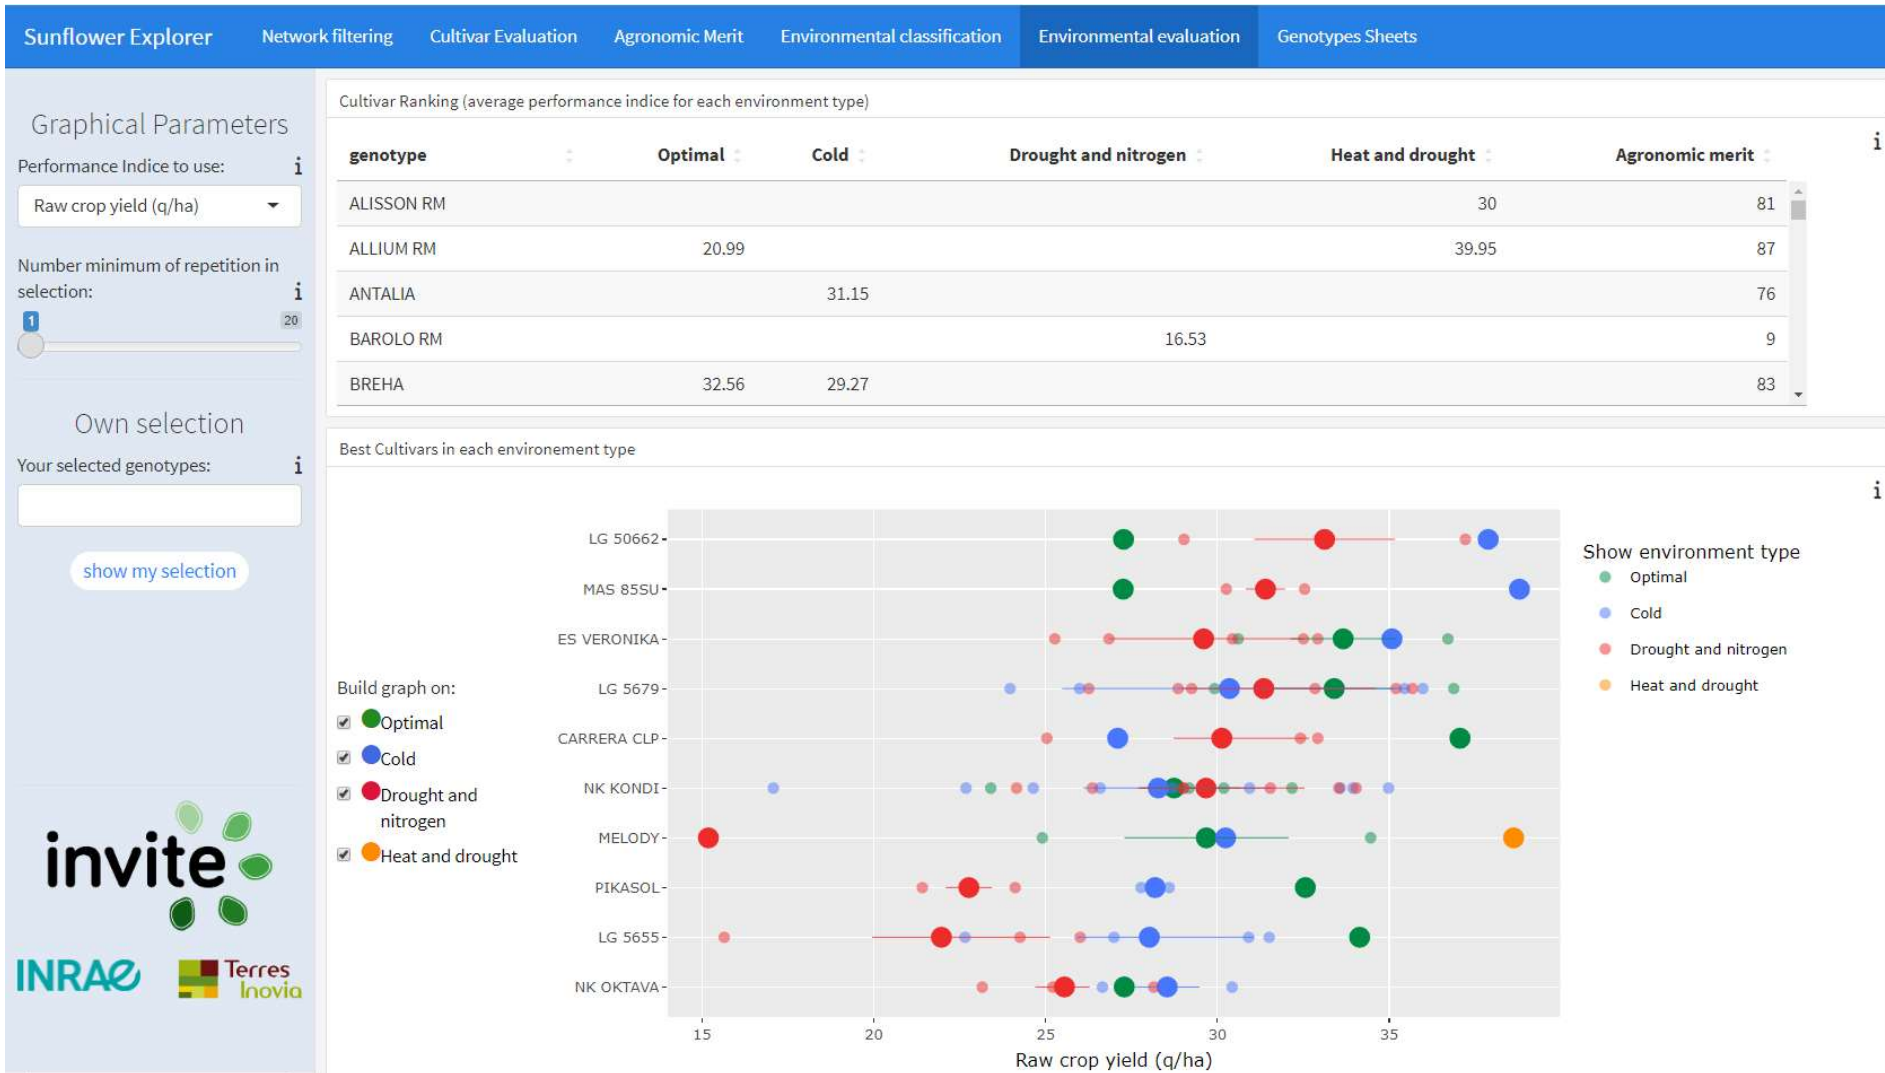 Sunflower Explorer
Network filtering
Cultivar Evaluation
Agronomic Merit
Environmental classification
Environmental evaluation
Genotypes Sheets
Graphical Parameters
Performance Indice to use:
i
Raw crop yield (q/ha)
Number minimum of repetition in
selection:
i
1
20
Own selection
Your selected genotypes:
i
show my selection
invite
INRAE
Terres
Inovia
Cultivar Ranking (average performance indice for each environment type)
i
genotype Optimal Cold Drought and nitrogen Heat and drought Agronomic merit
ALISSON RM 30 81
ALLIUM RM 20.99 39.95 87
ANTALIA 31.15 76
BAROLO RM 16.53 9
BREHA 32.56 29.27 83
Best Cultivars in each environement type
i
Build graph on:
Optimal
Cold
Drought and
nitrogen
Heat and drought
LG 50662
MAS 85SU
ES VERONIKA
LG 5679
CARRERA CLP
NK KONDI
MELODY
PIKASOL
LG 5655
NK OKTAVA
15 20 25 30 35
Raw crop yield (q/ha)
Show environment type
Optimal
Cold
Drought and nitrogen
Heat and drought